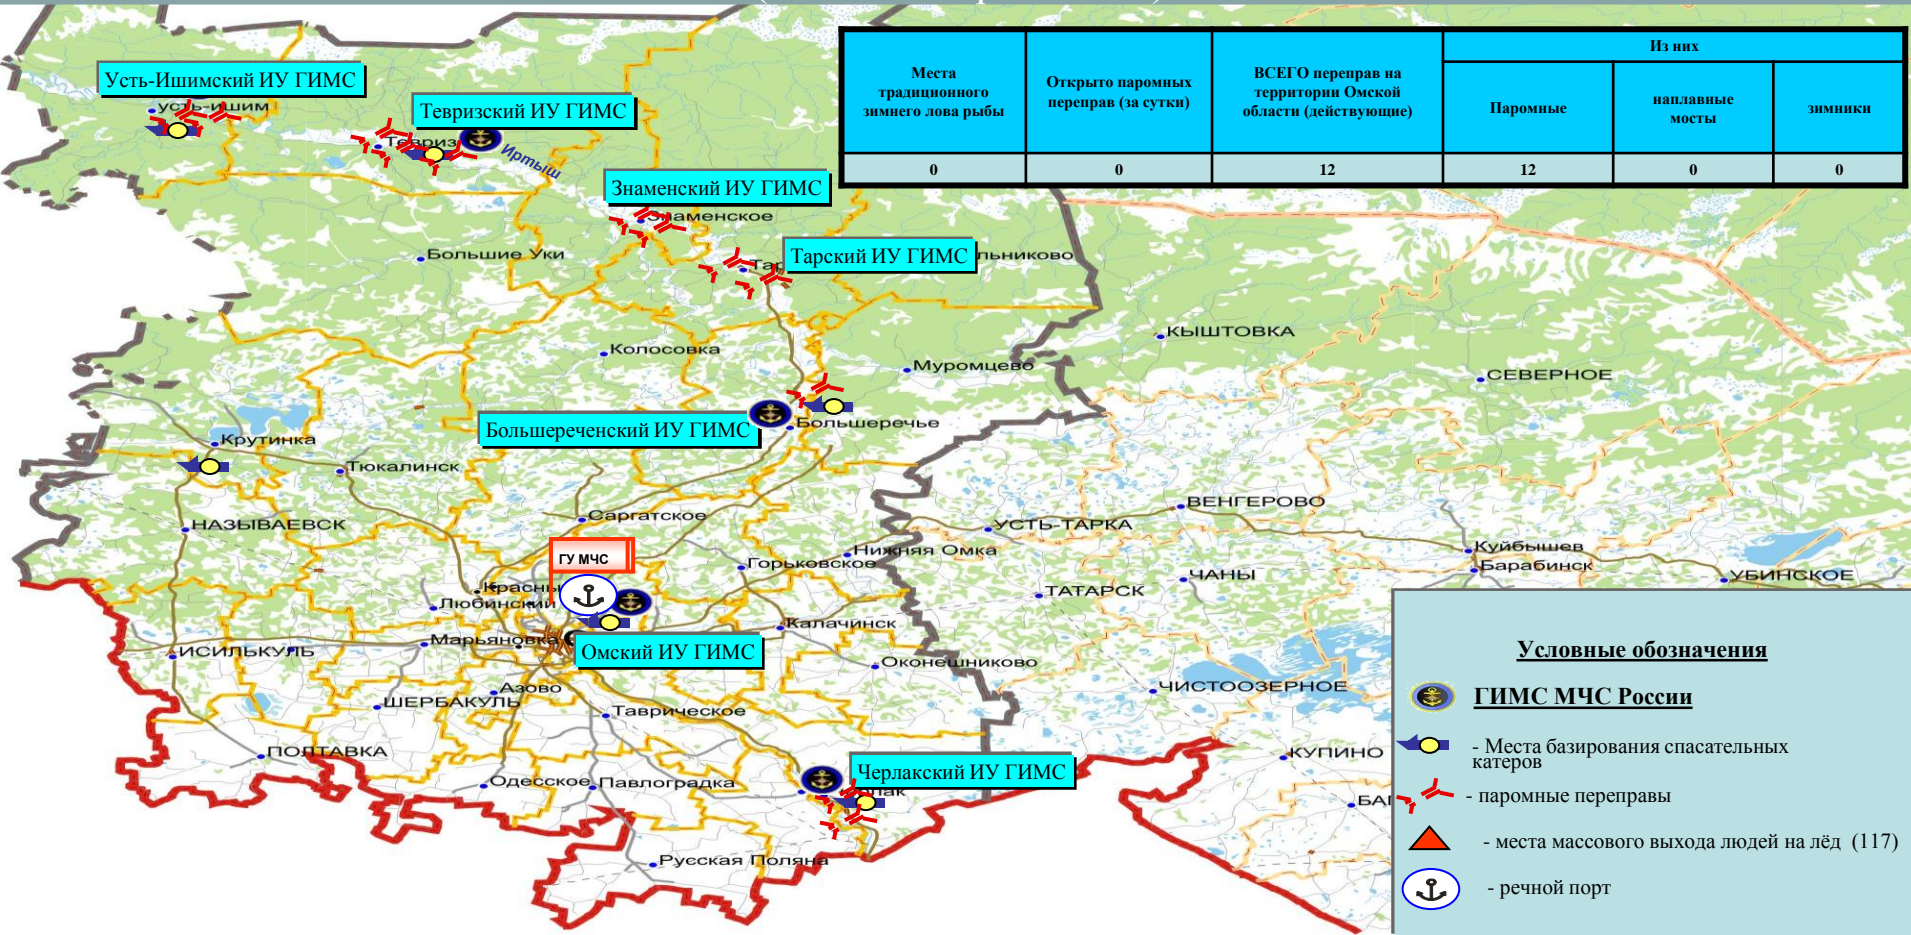 Из них
Места
традиционного
зимнего лова рыбы
Открыто паромных
переправ (за сутки)
ВСЕГО переправ на
территории Омской
области (действующие)
Паромные
наплавные
мосты
зимники
0
0
12
12
0
0
Усть-Ишимский ИУ ГИМС
усть-ишим
Тевризский ИУ ГИМС
Тевриз
Иртыш
Знаменский ИУ ГИМС
Знаменское
Большие Уки
Тарский ИУ ГИМС
льниково
КЫШТОВКА
Колосовка
Муромцево
СЕВЕРНОЕ
Большереченский ИУ ГИМС
Большеречье
Крутинка
Тюкалинск
ВЕНГЕРОВО
НАЗЫВАЕВСК
Саргатское
УСТЬ-ТАРКА
Нижняя Омка
Куйбышев
ГУ МЧС
Горьковское
Барабинск
ЧАНЫ
УБИНСКОЕ
Красны
Любинский
ТАТАРСК
Калачинск
Марьяновка
ИСИЛЬКУЛЬ
Омский ИУ ГИМС
Оконешниково
Азово
ЧИСТООЗЕРНОЕ
ШЕРБАКУЛЬ
Таврическое
ПОЛТАВКА
КУПИНО
Черлакский ИУ ГИМС
Одесское
Павлоградка
лак
Русская Поляна
Условные обозначения
ГИМС МЧС России
- Места базирования спасательных
катеров
- паромные переправы
- места массового выхода людей на лёд (117)
- речной порт